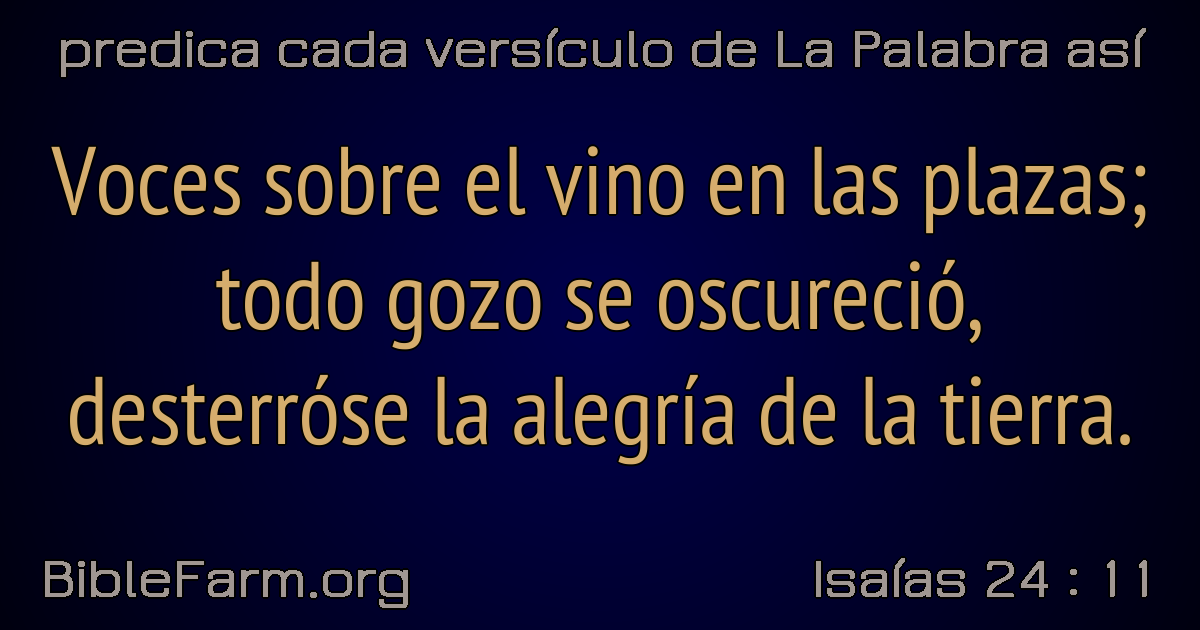 predica cada versículo de La Palabra así
Voces sobre el vino en las plazas;
todo gozo se oscureció,
desterróse la alegría de la tierra.
BibleFarm.org
Isaías 24 : 11